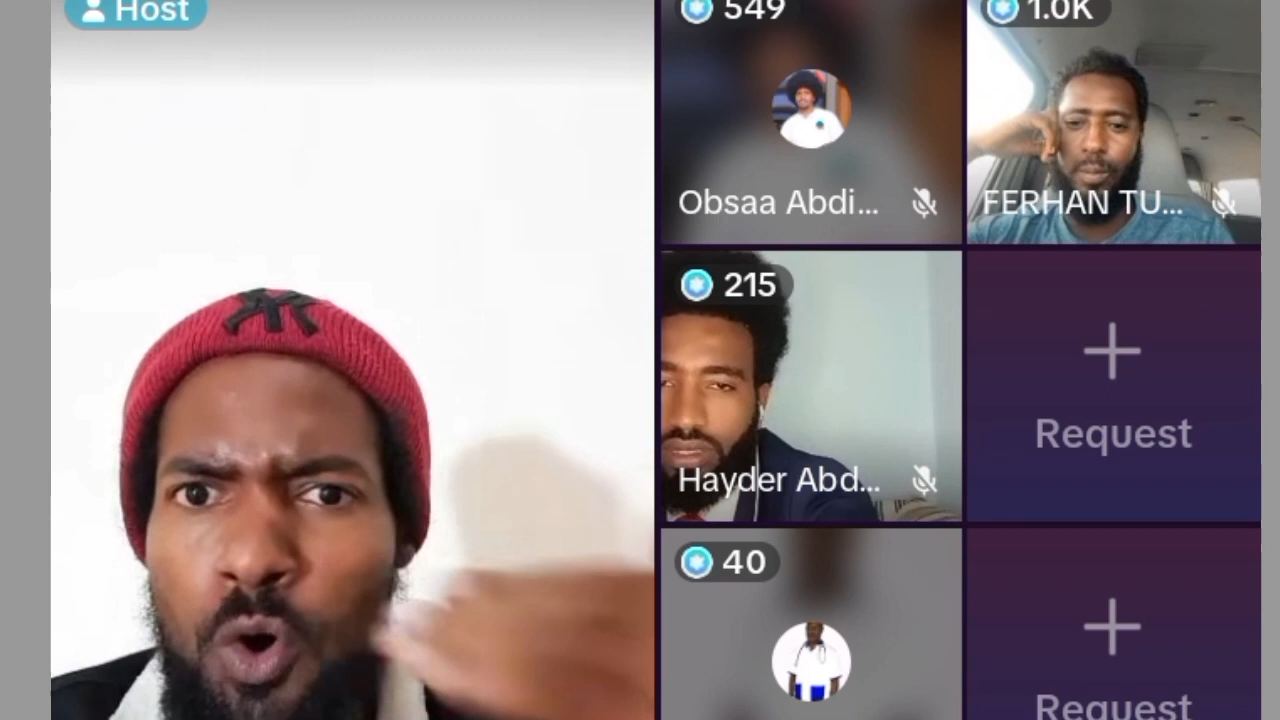 Host
549
1.0K
Obsaa Abdi...
FERHAN TU...
215
Hayder Abd...
Request
40
Request